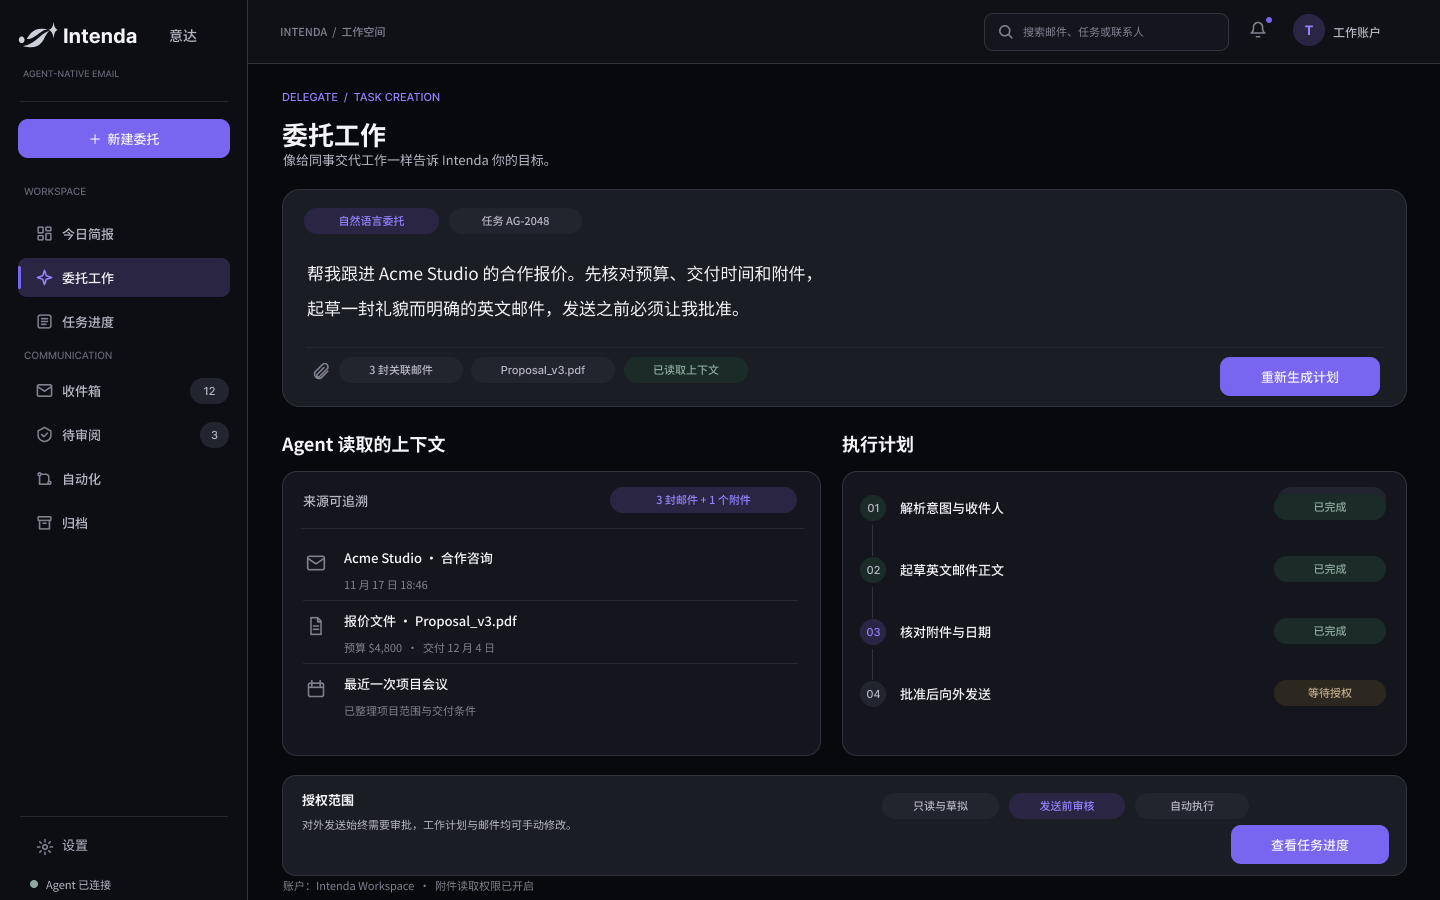 Intenda 意达
AGENT-NATIVE EMAIL
+ 新建委托
WORKSPACE
今日简报
委托工作
任务进度
COMMUNICATION
收件箱 12
待审阅 3
自动化
归档
设置
Agent 已连接
INTENDA / 工作空间
搜索邮件、任务或联系人
T 工作账户
DELEGATE / TASK CREATION
委托工作
像给同事交代工作一样告诉 Intenda 你的目标。
自然语言委托 任务 AG-2048
帮我跟进 Acme Studio 的合作报价。先核对预算、交付时间和附件，
起草一封礼貌而明确的英文邮件，发送之前必须让我批准。
3 封关联邮件 Proposal_v3.pdf 已读取上下文 重新生成计划
Agent 读取的上下文
来源可追溯 3 封邮件 + 1 个附件
Acme Studio · 合作咨询
11 月 17 日 18:46
报价文件 · Proposal_v3.pdf
预算 $4,800 · 交付 12 月 4 日
最近一次项目会议
已整理项目范围与交付条件
执行计划
01 解析意图与收件人 已完成
02 起草英文邮件正文 已完成
03 核对附件与日期 已完成
04 批准后向外发送 等待授权
授权范围
对外发送始终需要审批，工作计划与邮件均可手动修改。
只读与草拟 发送前审核 自动执行
查看任务进度
账户：Intenda Workspace · 附件读取权限已开启